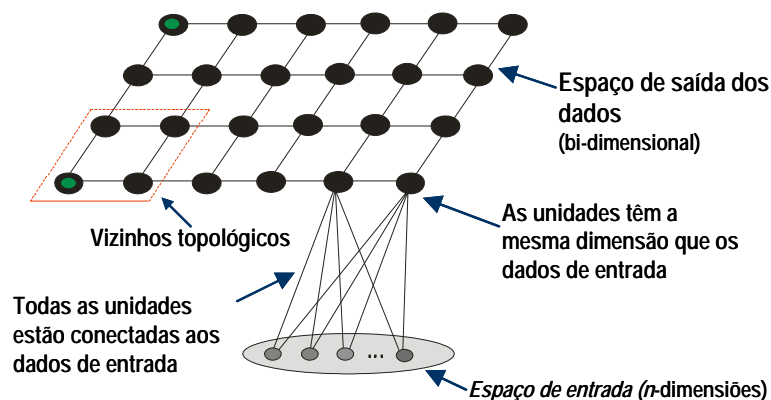 Espaço de saída dos
dados
(bi-dimensional)
Vizinhos topológicos
As unidades têm a
mesma dimensão que os
dados de entrada
Todas as unidades
estão conectadas aos
dados de entrada
...
Espaço de entrada (n-dimensiões)